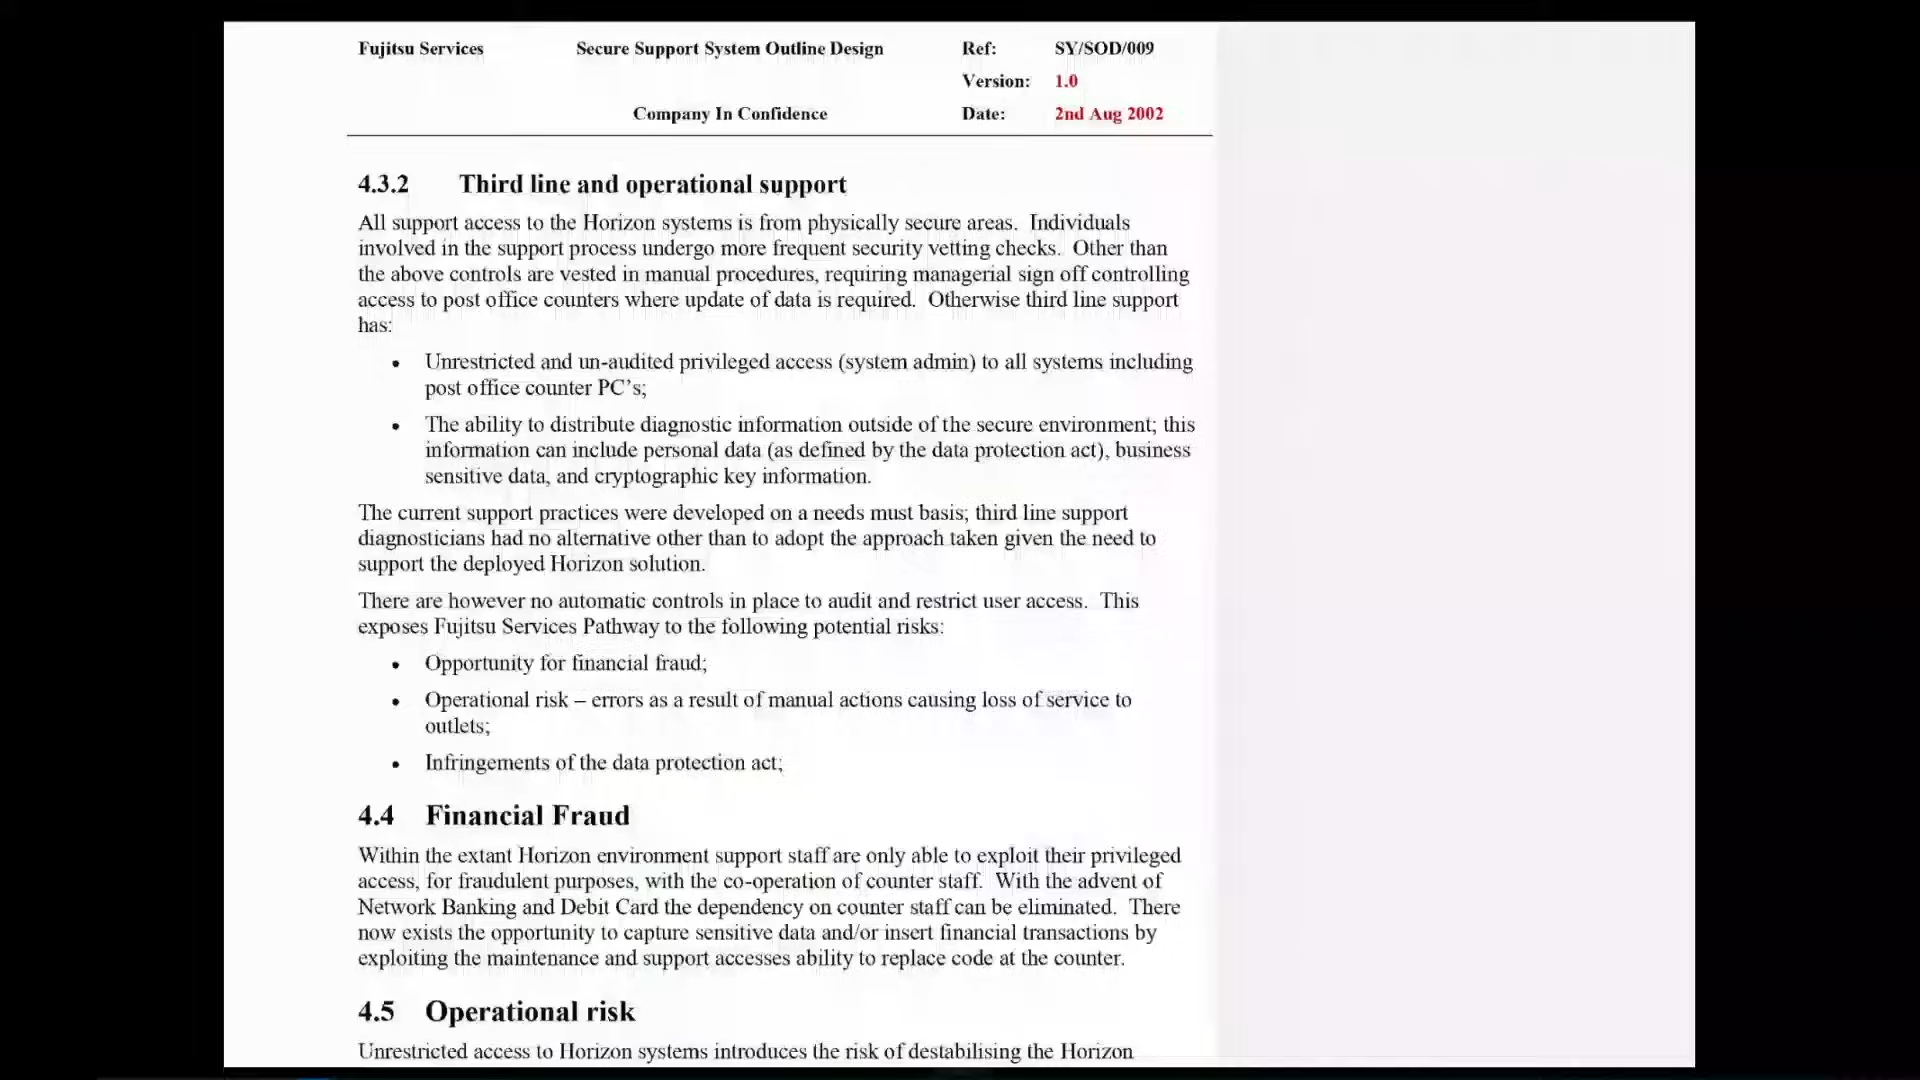 Fujitsu Services Secure Support System Outline Design Ref: SY/SOD/009
Version: 1.0
Company In Confidence Date: 2nd Aug 2002
4.3.2 Third line and operational support
All support access to the Horizon systems is from physically secure areas. Individuals
involved in the support process undergo more frequent security vetting checks. Other than
the above controls are vested in manual procedures, requiring managerial sign off controlling
access to post office counters where update of data is required. Otherwise third line support
has:
• Unrestricted and un-audited privileged access (system admin) to all systems including
post office counter PC's;
• The ability to distribute diagnostic information outside of the secure environment; this
information can include personal data (as defined by the data protection act), business
sensitive data, and cryptographic key information.
The current support practices were developed on a needs must basis; third line support
diagnosticians had no alternative other than to adopt the approach taken given the need to
support the deployed Horizon solution.
There are however no automatic controls in place to audit and restrict user access. This
exposes Fujitsu Services Pathway to the following potential risks:
• Opportunity for financial fraud;
• Operational risk – errors as a result of manual actions causing loss of service to
outlets;
• Infringements of the data protection act;
4.4 Financial Fraud
Within the extant Horizon environment support staff are only able to exploit their privileged
access, for fraudulent purposes, with the co-operation of counter staff. With the advent of
Network Banking and Debit Card the dependency on counter staff can be eliminated. There
now exists the opportunity to capture sensitive data and/or insert financial transactions by
exploiting the maintenance and support accesses ability to replace code at the counter.
4.5 Operational risk
Unrestricted access to Horizon systems introduces the risk of destabilising the Horizon